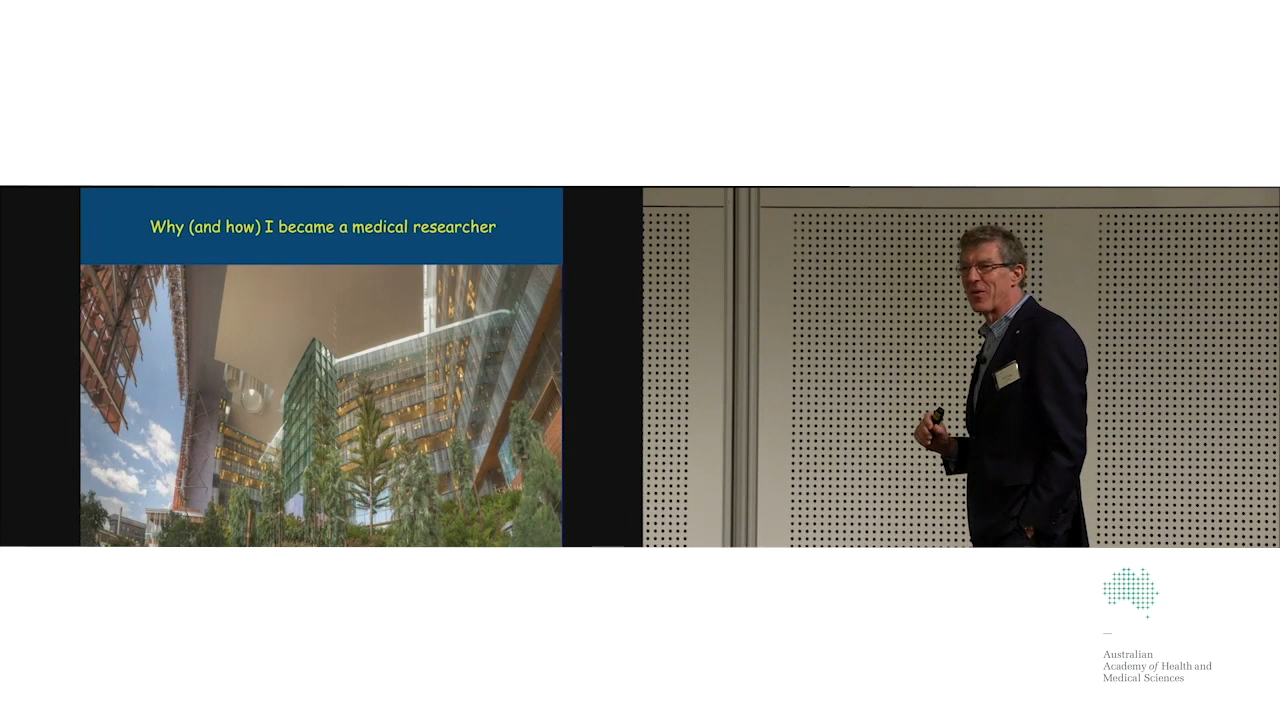 Why (and how) I became a medical researcher
Australian
Academy of Health and
Medical Sciences